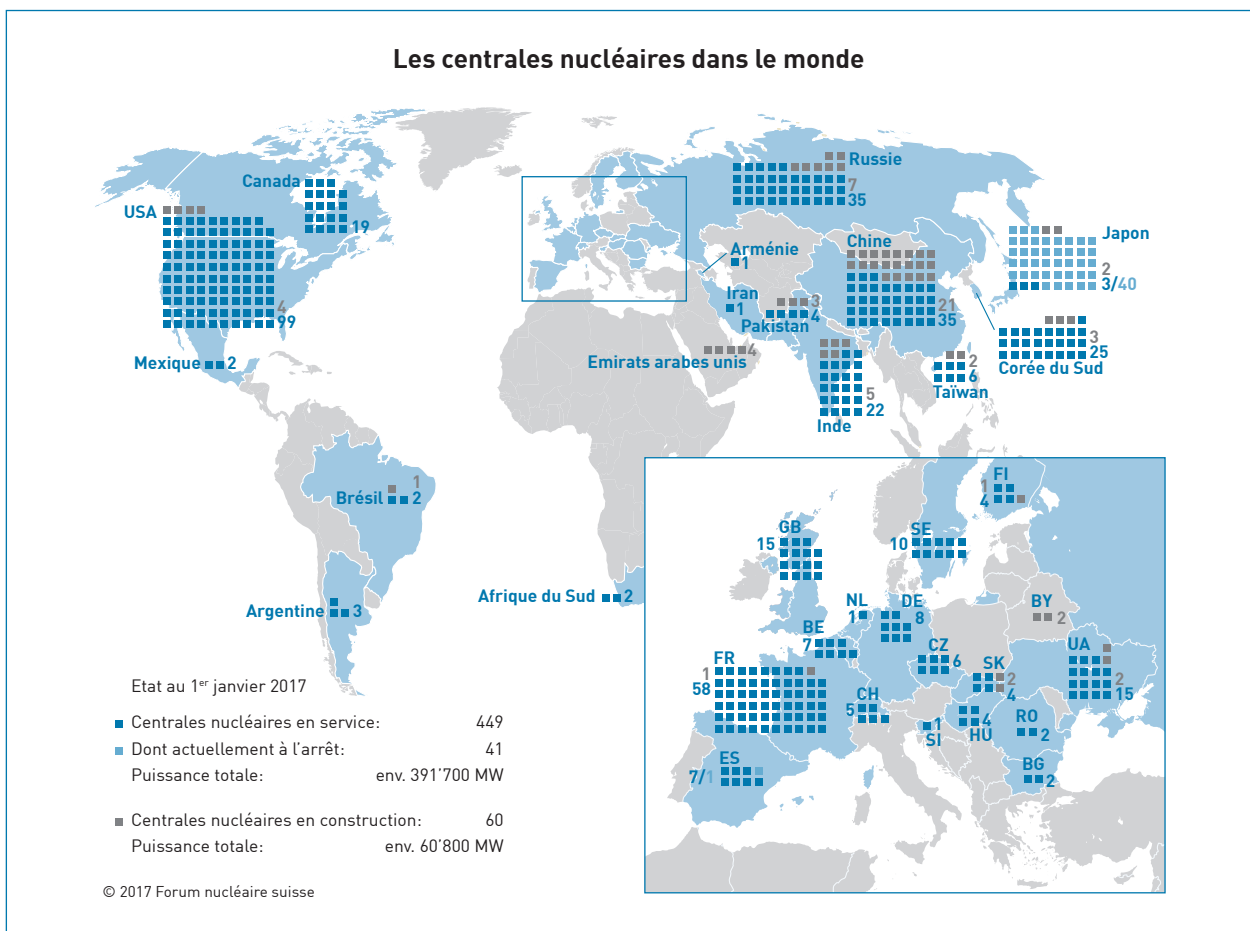 Les centrales nucléaires dans le monde
Canada
19
USA
4
99
Mexique 2
Brésil
1
2
Argentine 3
Russie
7
35
Arménie
1
Iran
1
Pakistan
3
4
Chine
21
35
Japon
2
3/40
3
25
Corée du Sud
2
6
Taïwan
Emirats arabes unis 4
5
22
Inde
Afrique du Sud 2
FI
1
4
GB
15
SE
10
NL
1
DE
8
BY
2
BE
7
CZ
6
UA
2
15
SK
2
4
FR
1
58
CH
5
1
SI
4
HU
RO
2
ES
7/1
BG
2
Etat au 1er janvier 2017
Centrales nucléaires en service: 449
Dont actuellement à l'arrêt: 41
Puissance totale: env. 391'700 MW
Centrales nucléaires en construction: 60
Puissance totale: env. 60'800 MW
© 2017 Forum nucléaire suisse